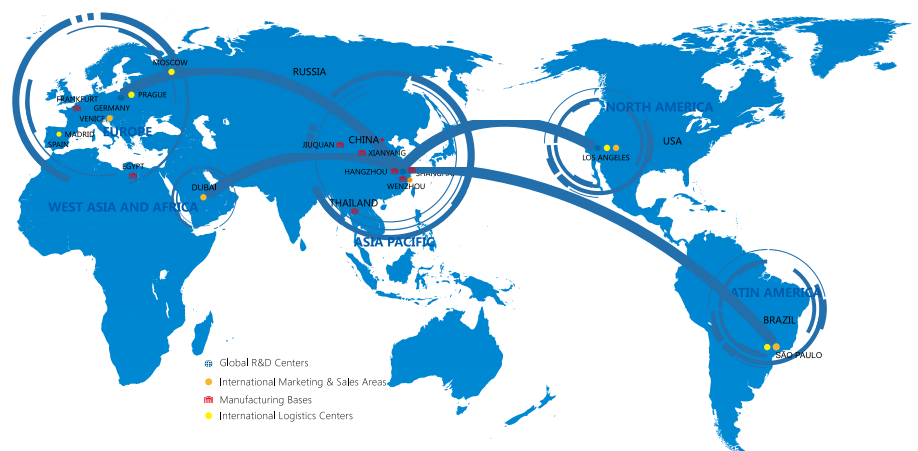 MOSCOW
RUSSIA
FRANKFURT
PRAGUE
GERMANY
VENICE
EUROPE
MADRID
SPAIN
NORTH AMERICA
USA
LOS ANGELES
CHINA
JIUQUAN
XIANYANG
EGYPT
HANGZHOU
SHANGHAI
WENZHOU
DUBAI
WEST ASIA AND AFRICA
THAILAND
ASIA PACIFIC
LATIN AMERICA
BRAZIL
SÃO PAULO
Global R&D Centers
International Marketing & Sales Areas
Manufacturing Bases
International Logistics Centers